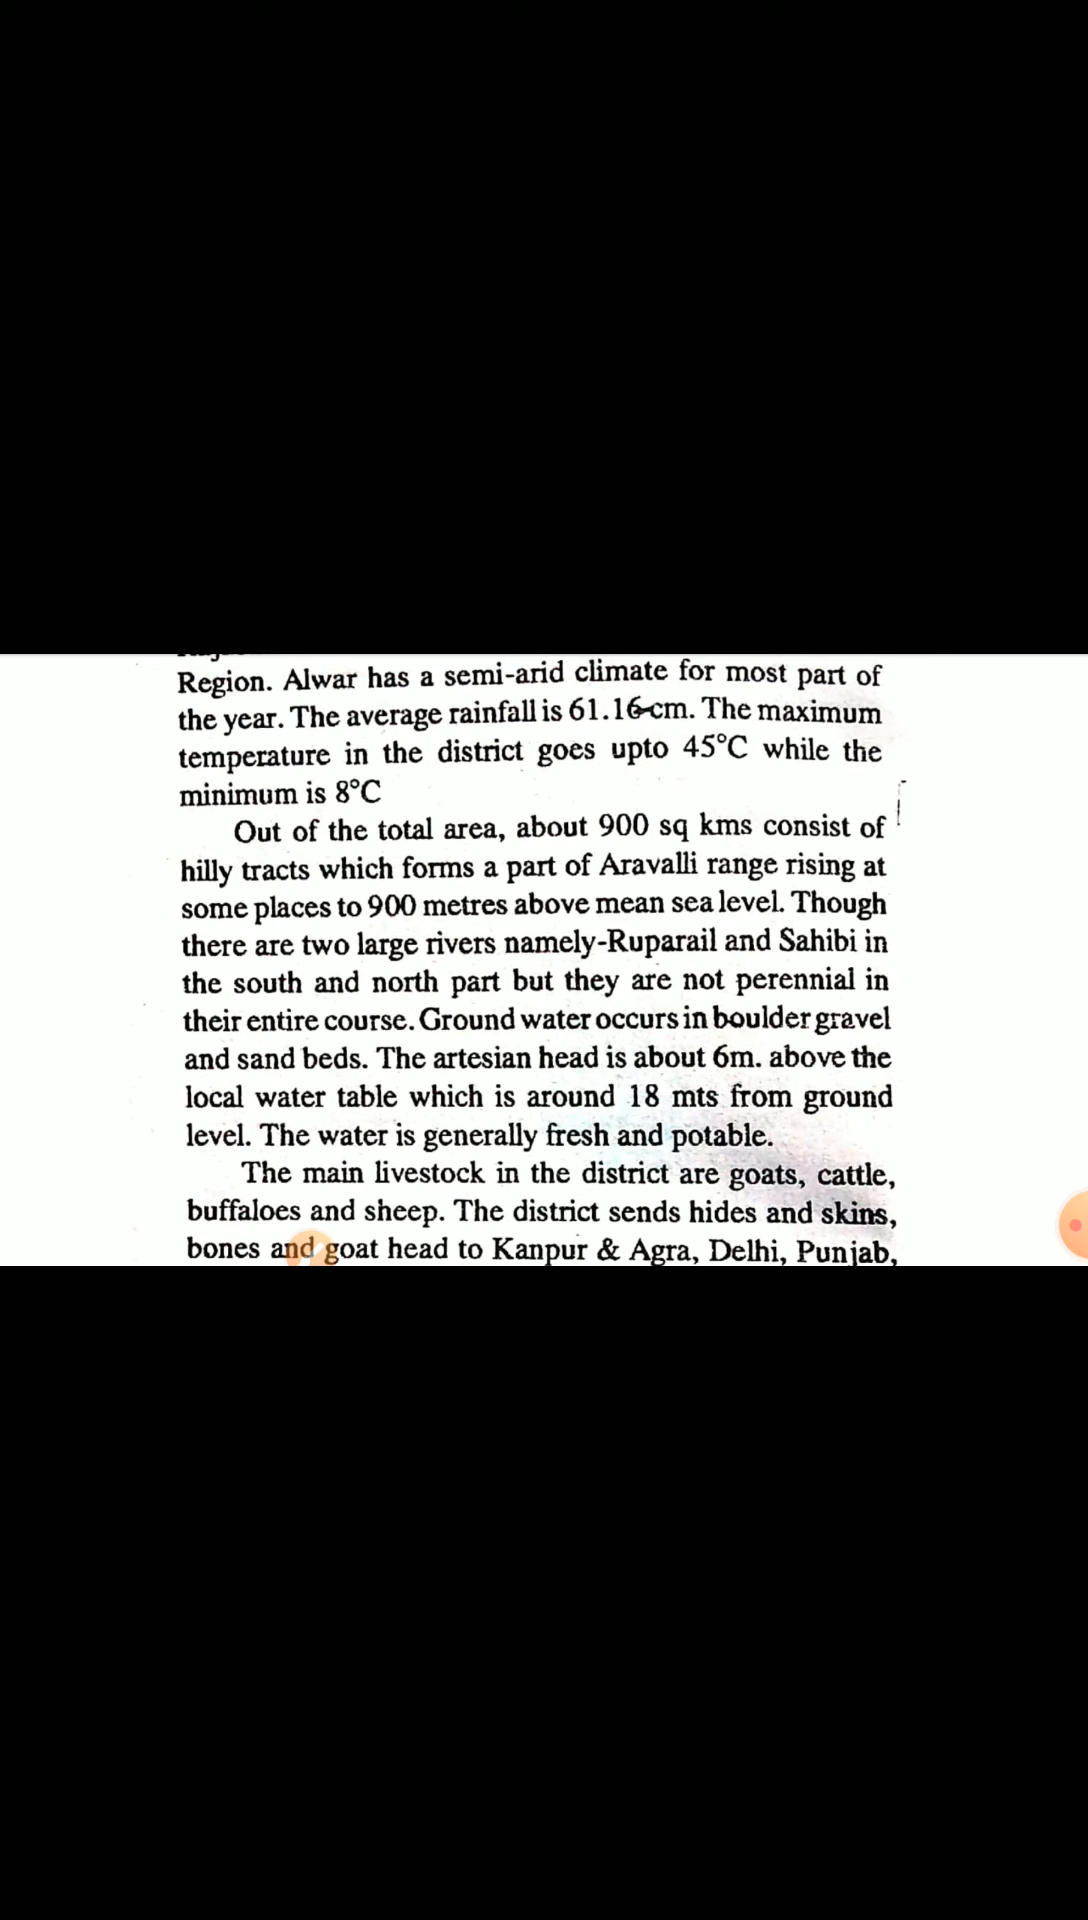 Region. Alwar has a semi-arid climate for most part of
the year. The average rainfall is 61.16 cm. The maximum
temperature in the district goes upto 45°C while the
minimum is 8°C
Out of the total area, about 900 sq kms consist of
hilly tracts which forms a part of Aravalli range rising at
some places to 900 metres above mean sea level. Though
there are two large rivers namely-Ruparail and Sahibi in
the south and north part but they are not perennial in
their entire course. Ground water occurs in boulder gravel
and sand beds. The artesian head is about 6m. above the
local water table which is around 18 mts from ground
level. The water is generally fresh and potable.
The main livestock in the district are goats, cattle,
buffaloes and sheep. The district sends hides and skins,
bones and goat head to Kanpur & Agra, Delhi, Punjab,